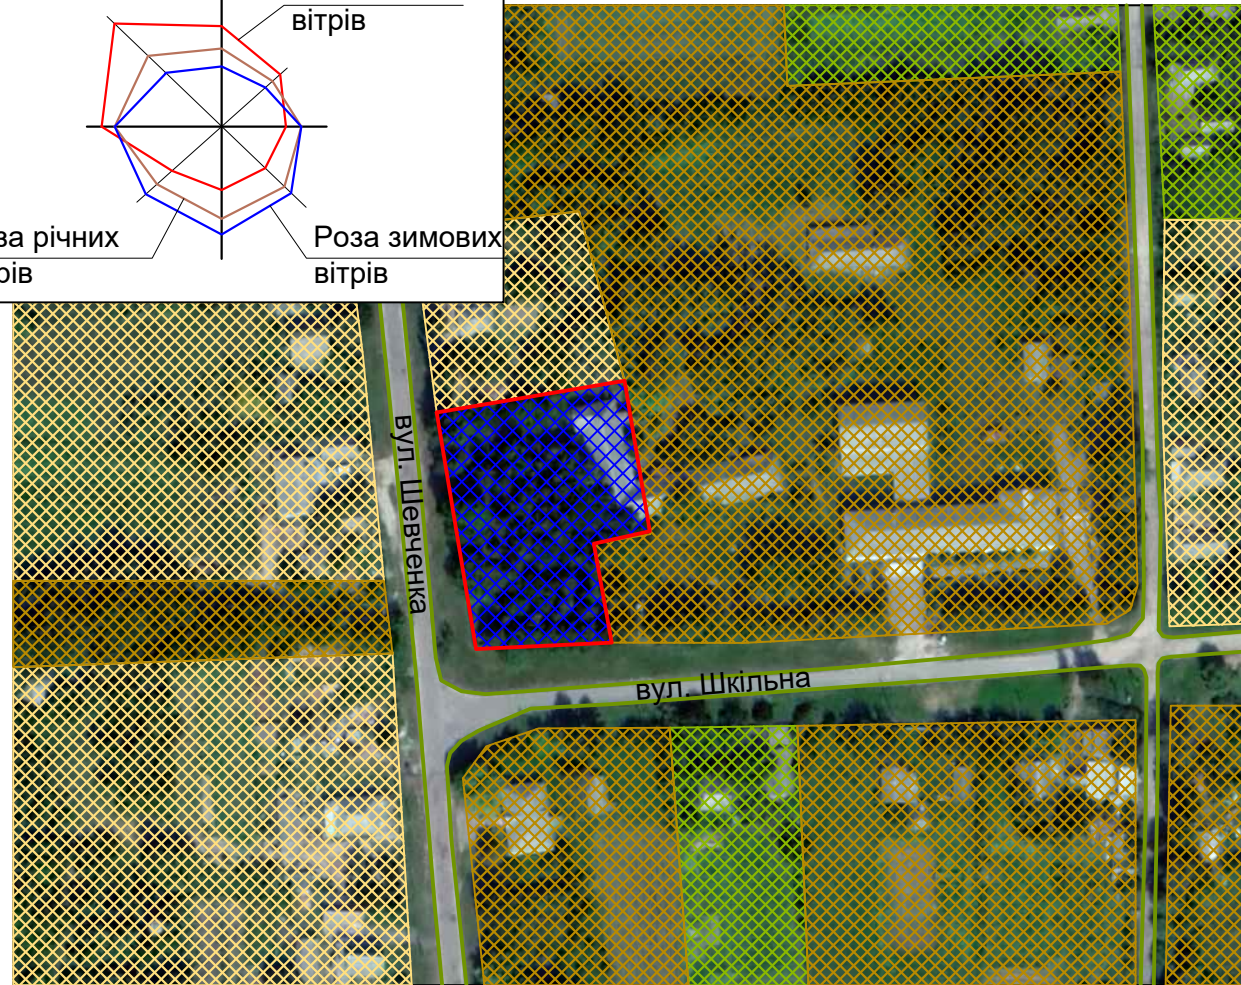 вітрів
за річних
рів
Роза зимових
вітрів
вул. Шевченка
вул. Шкільна